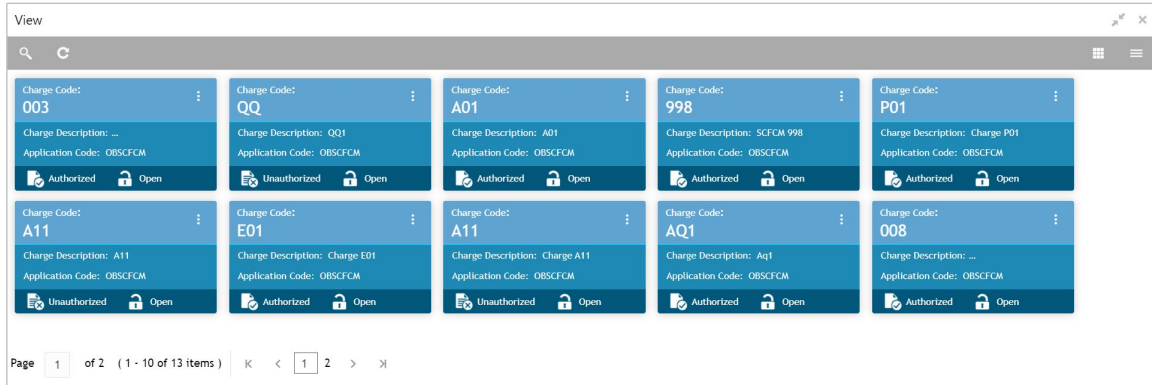 View
Charge Code:
003
Charge Description: ...
Application Code: OBSCFCM
Authorized Open
Charge Code:
QQ
Charge Description: QQ1
Application Code: OBSCFCM
Unauthorized Open
Charge Code:
A01
Charge Description: A01
Application Code: OBSCFCM
Authorized Open
Charge Code:
998
Charge Description: SCFCM 998
Application Code: OBSCFCM
Authorized Open
Charge Code:
P01
Charge Description: Charge P01
Application Code: OBSCFCM
Authorized Open
Charge Code:
A11
Charge Description: A11
Application Code: OBSCFCM
Unauthorized Open
Charge Code:
E01
Charge Description: Charge E01
Application Code: OBSCFCM
Authorized Open
Charge Code:
A11
Charge Description: Charge A11
Application Code: OBSCFCM
Unauthorized Open
Charge Code:
AQ1
Charge Description: Aq1
Application Code: OBSCFCM
Authorized Open
Charge Code:
008
Charge Description: ...
Application Code: OBSCFCM
Authorized Open
Page 1 of 2 ( 1 - 10 of 13 items ) 1 2